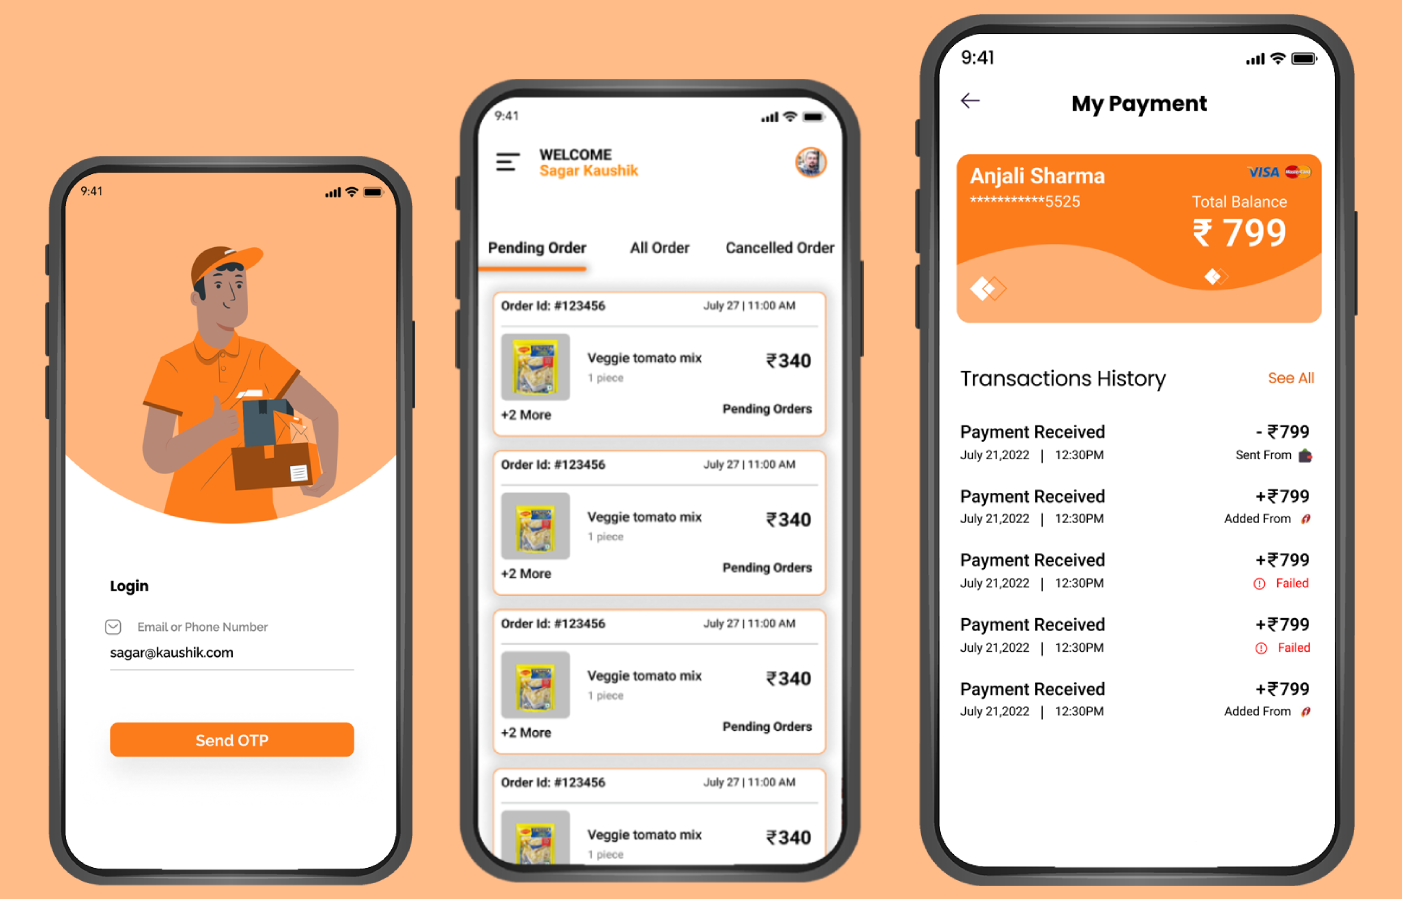 9:41
Login
Email or Phone Number
sagar@kaushik.com
Send OTP
9:41
WELCOME
Sagar Kaushik
Pending Order All Order Cancelled Order
Order Id: #123456 July 27 | 11:00 AM
Veggie tomato mix ₹340
1 piece
+2 More Pending Orders
Order Id: #123456 July 27 | 11:00 AM
Veggie tomato mix ₹340
1 piece
+2 More Pending Orders
Order Id: #123456 July 27 | 11:00 AM
Veggie tomato mix ₹340
1 piece
+2 More Pending Orders
Order Id: #123456 July 27 | 11:00 AM
Veggie tomato mix ₹340
1 piece
9:41
My Payment
Anjali Sharma VISA
***********5525 Total Balance
₹ 799
Transactions History See All
Payment Received - ₹799
July 21,2022 | 12:30PM Sent From
Payment Received +₹799
July 21,2022 | 12:30PM Added From
Payment Received +₹799
July 21,2022 | 12:30PM Failed
Payment Received +₹799
July 21,2022 | 12:30PM Failed
Payment Received +₹799
July 21,2022 | 12:30PM Added From